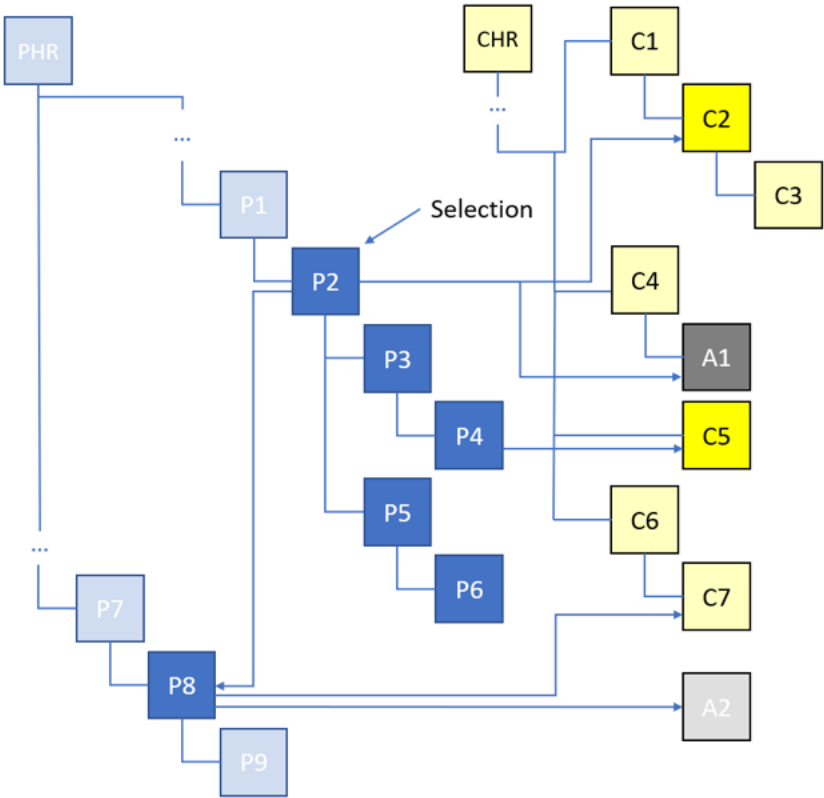 PHR
CHR
C1
...
C2
...
P1
C3
Selection
P2
C4
P3
A1
P4
C5
P5
C6
...
P6
C7
P7
P8
A2
P9